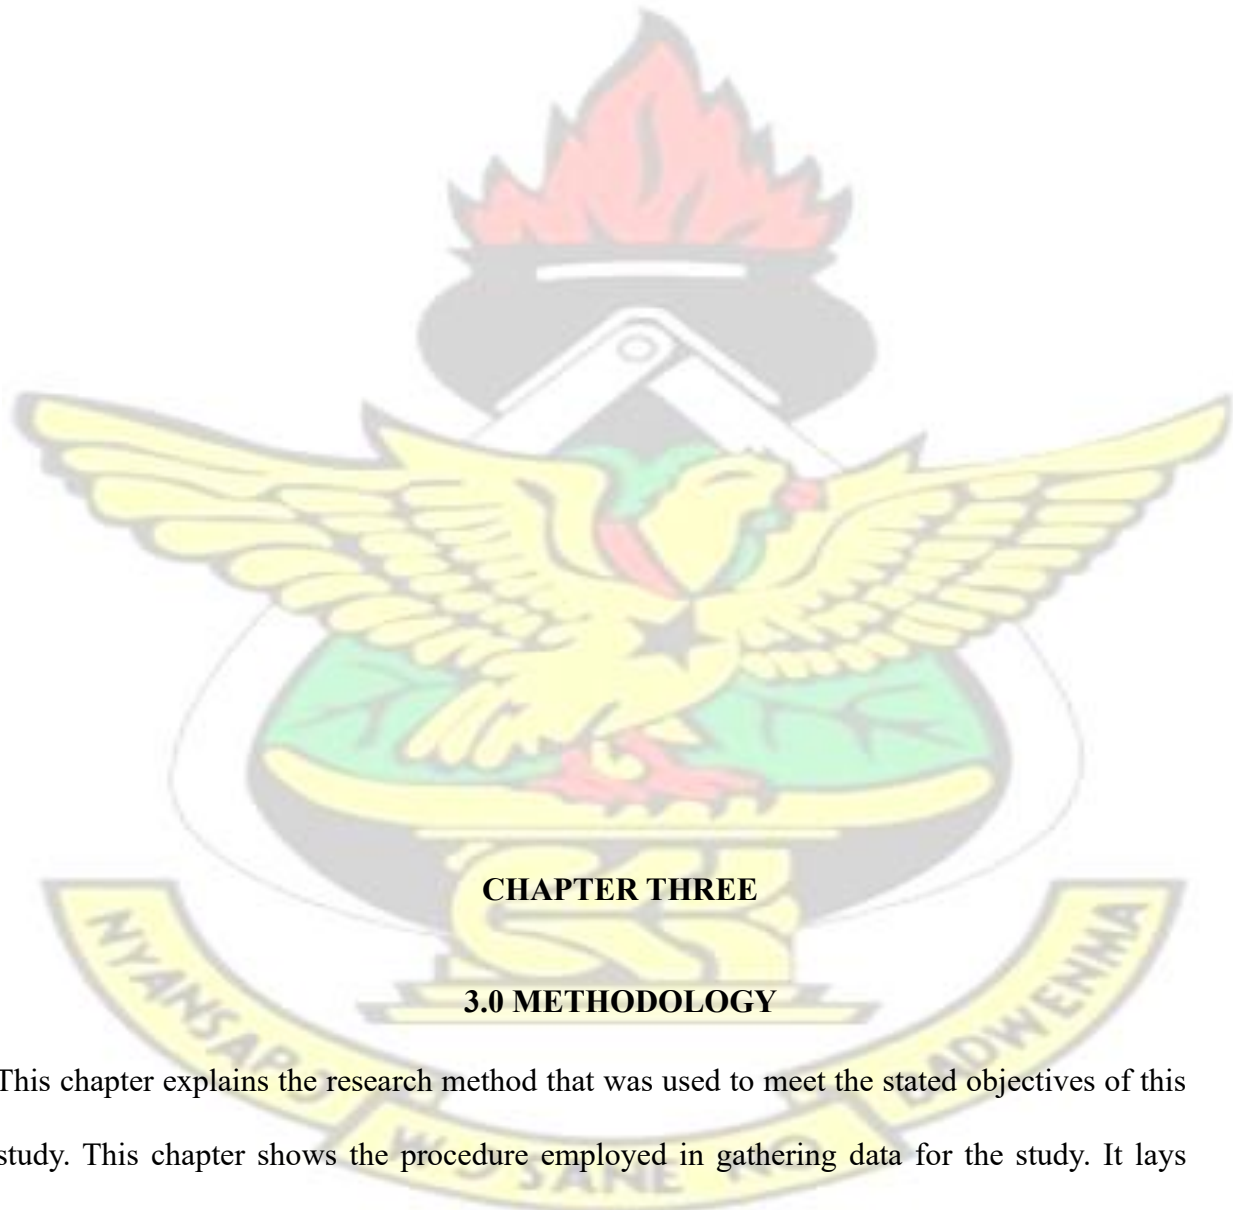 CHAPTER THREE
3.0 METHODOLOGY
This chapter explains the research method that was used to meet the stated objectives of this
study. This chapter shows the procedure employed in gathering data for the study. It lays
NYANSAPO WO SANE NO BADWENMA